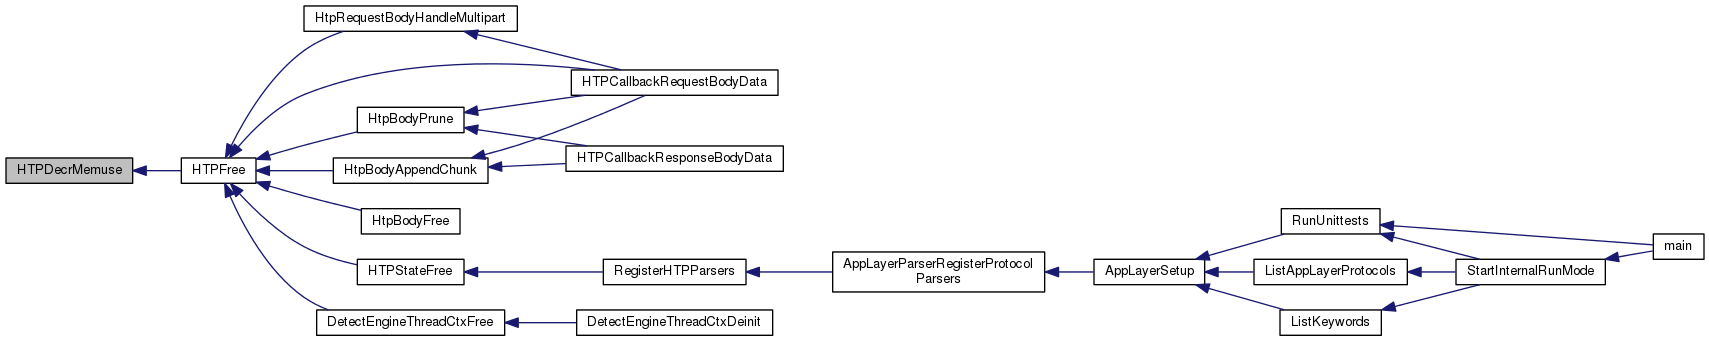 HtpRequestBodyHandleMultipart
HTPCallbackRequestBodyData
HtpBodyPrune
HTPCallbackResponseBodyData
HTPDecrMemuse
HTPFree
HtpBodyAppendChunk
HtpBodyFree
RunUnittests
main
HTPStateFree
RegisterHTPParsers
AppLayerParserRegisterProtocol
Parsers
AppLayerSetup
ListAppLayerProtocols
StartInternalRunMode
DetectEngineThreadCtxFree
DetectEngineThreadCtxDeinit
ListKeywords